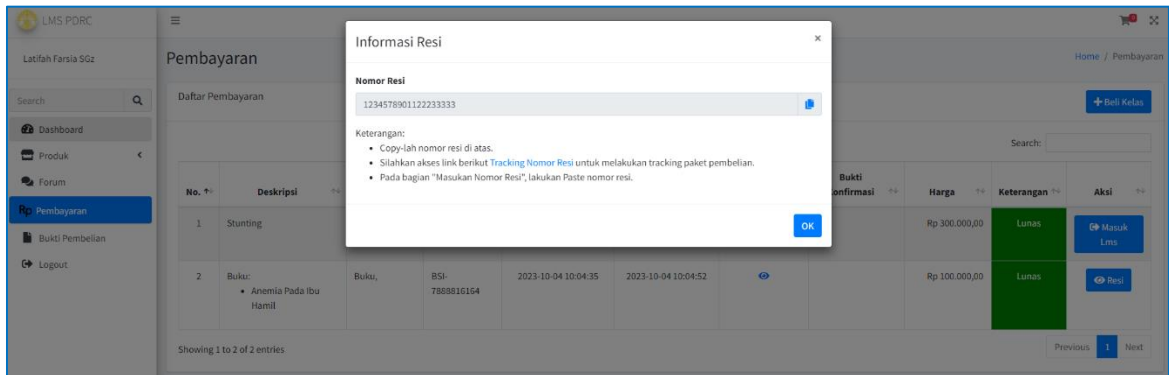 LMS PDRC
Latifah Farsia SGz
Search
Dashboard
Produk
Forum
Rp Pembayaran
Bukti Pembelian
Logout
Pembayaran
Home / Pembayaran
Daftar Pembayaran
+ Beli Kelas
Search:
Informasi Resi
×
Nomor Resi
1234578901122233333
Keterangan:
• Copy-lah nomor resi di atas.
• Silahkan akses link berikut Tracking Nomor Resi untuk melakukan tracking paket pembelian.
• Pada bagian "Masukan Nomor Resi", lakukan Paste nomor resi.
OK
No. Deskripsi Bukti Harga Keterangan Aksi
onfirmasi
1 Stunting Rp 300.000,00 Lunas Masuk
Lms
2 Buku: Buku, BSI- 2023-10-04 10:04:35 2023-10-04 10:04:52 Rp 100.000,00 Lunas Resi
• Anemia Pada Ibu 7888816164
Hamil
Showing 1 to 2 of 2 entries
Previous 1 Next